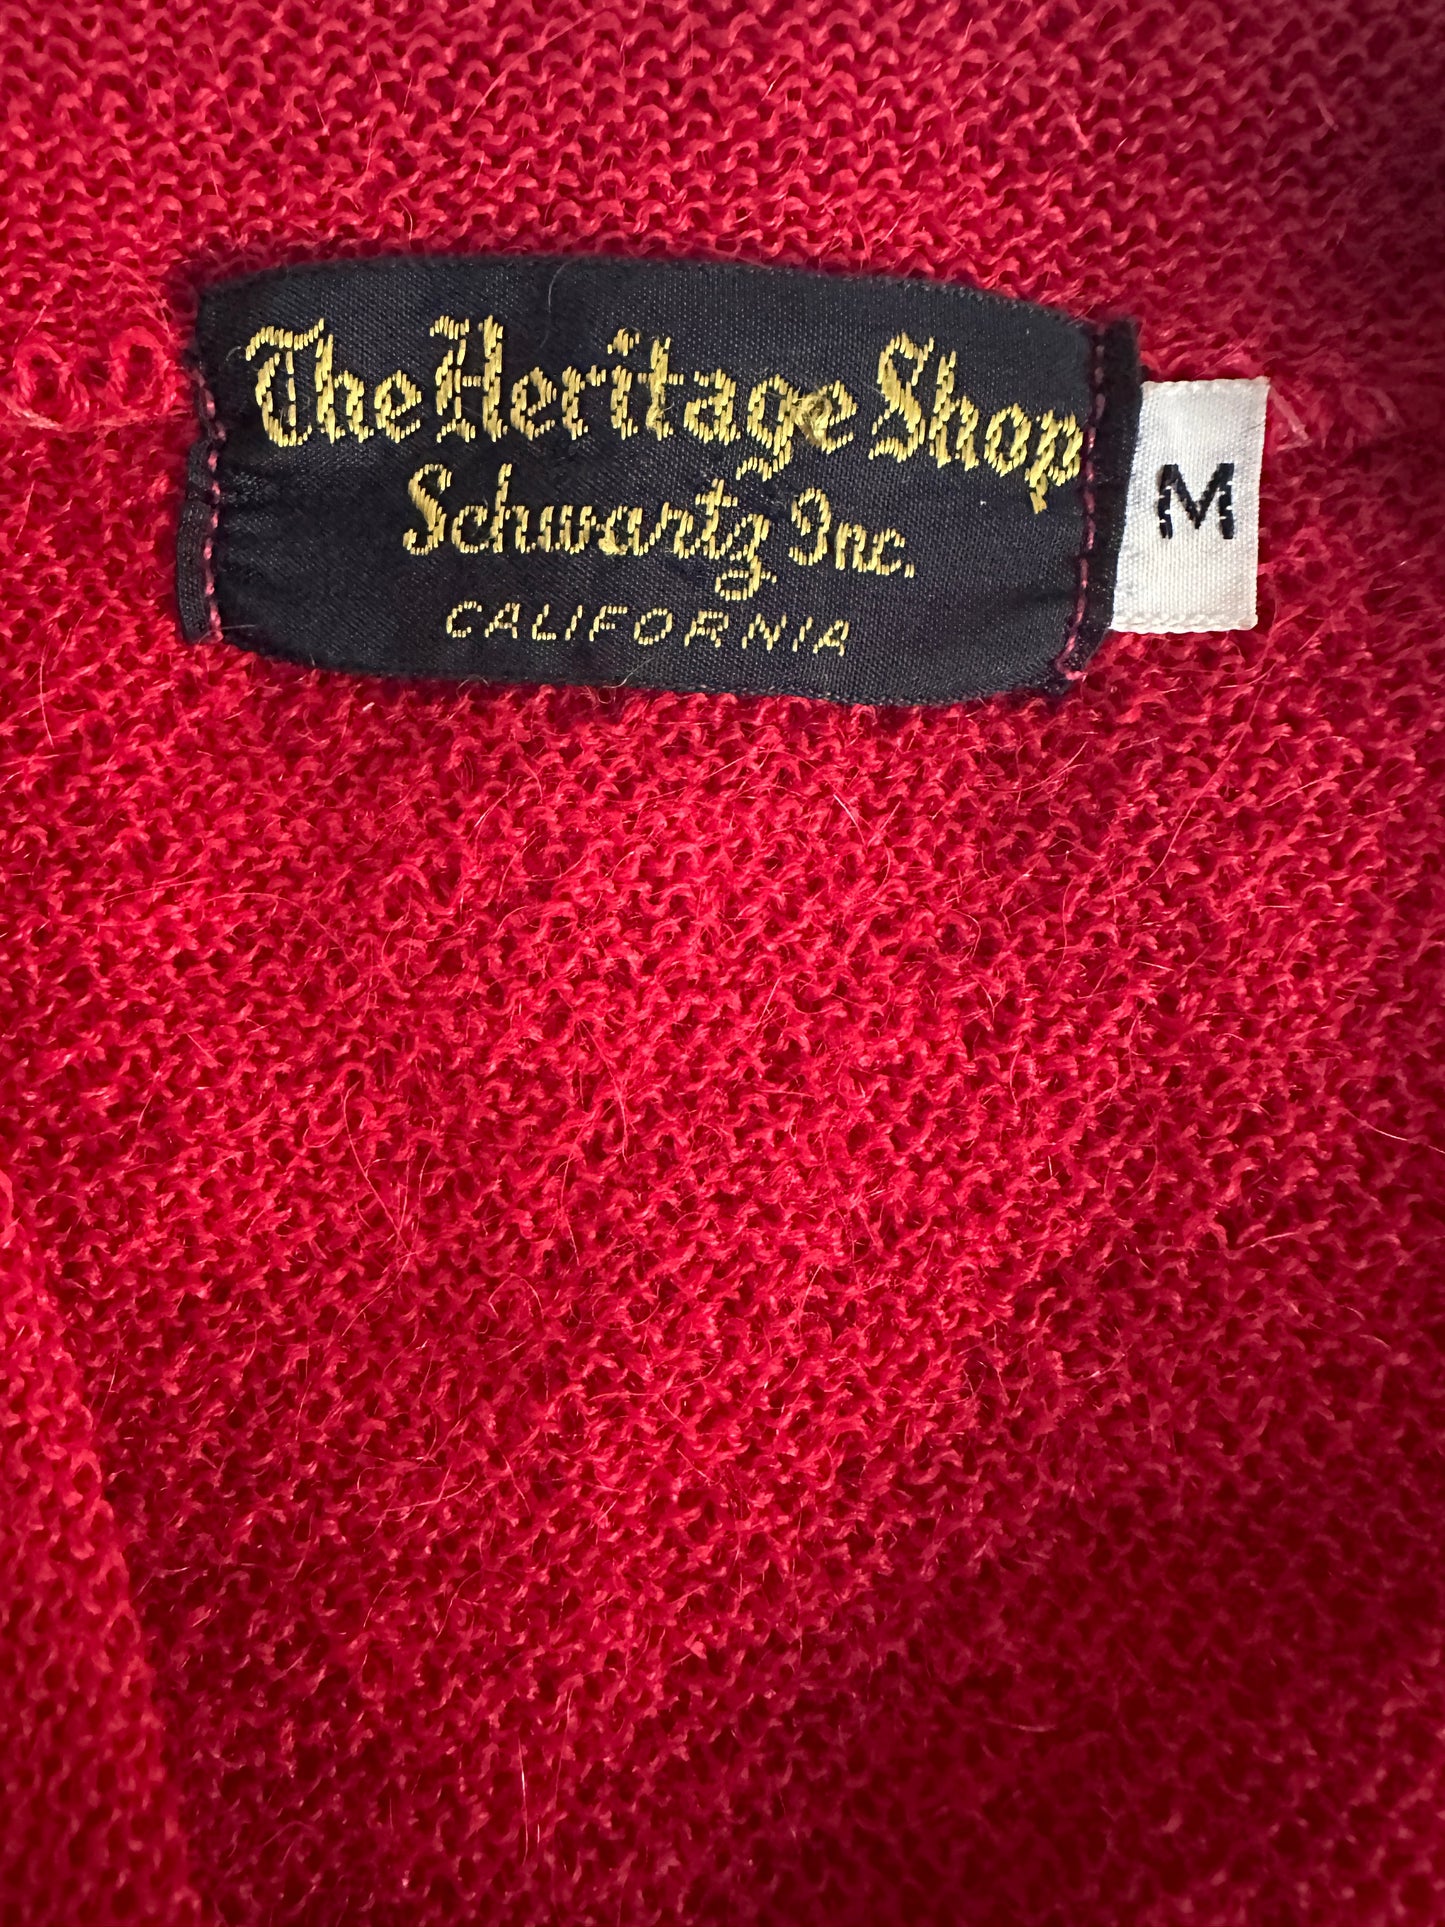 The Heritage Shop
Schwartz Inc.
CALIFORNIA
M